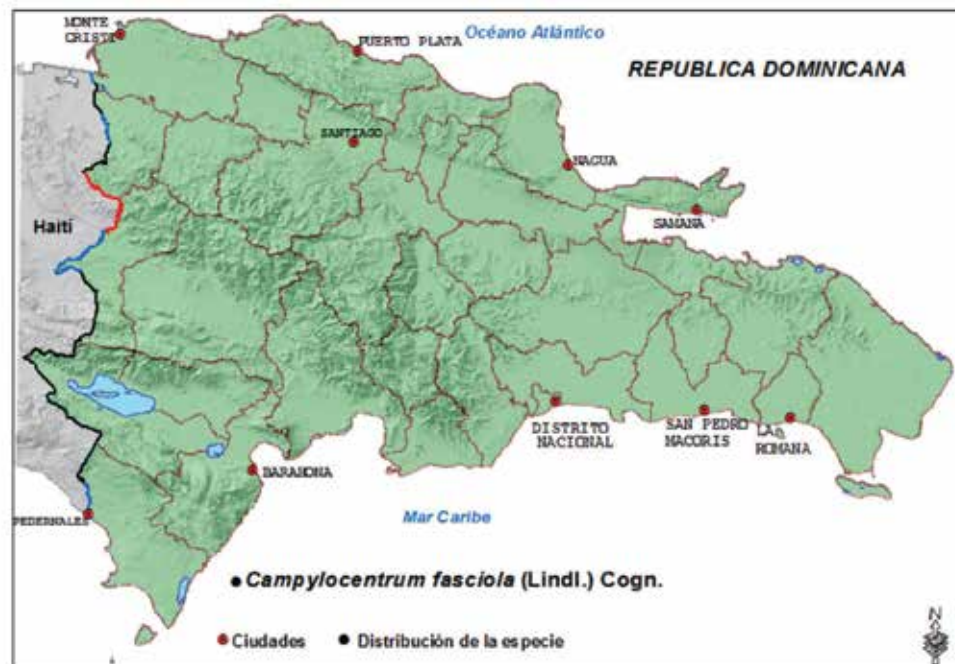 MONTE
CRISTI
PUERTO PLATA
Océano Atlántico
REPUBLICA DOMINICANA
SANTIAGO
NAGUA
SAMANA
Haití
DISTRITO
NACIONAL
SAN PEDRO
MACORIS
LA
ROMANA
BARAHONA
PEDERNALES
Mar Caribe
• Campylocentrum fasciola (Lindl.) Cogn.
Ciudades
Distribución de la especie
N